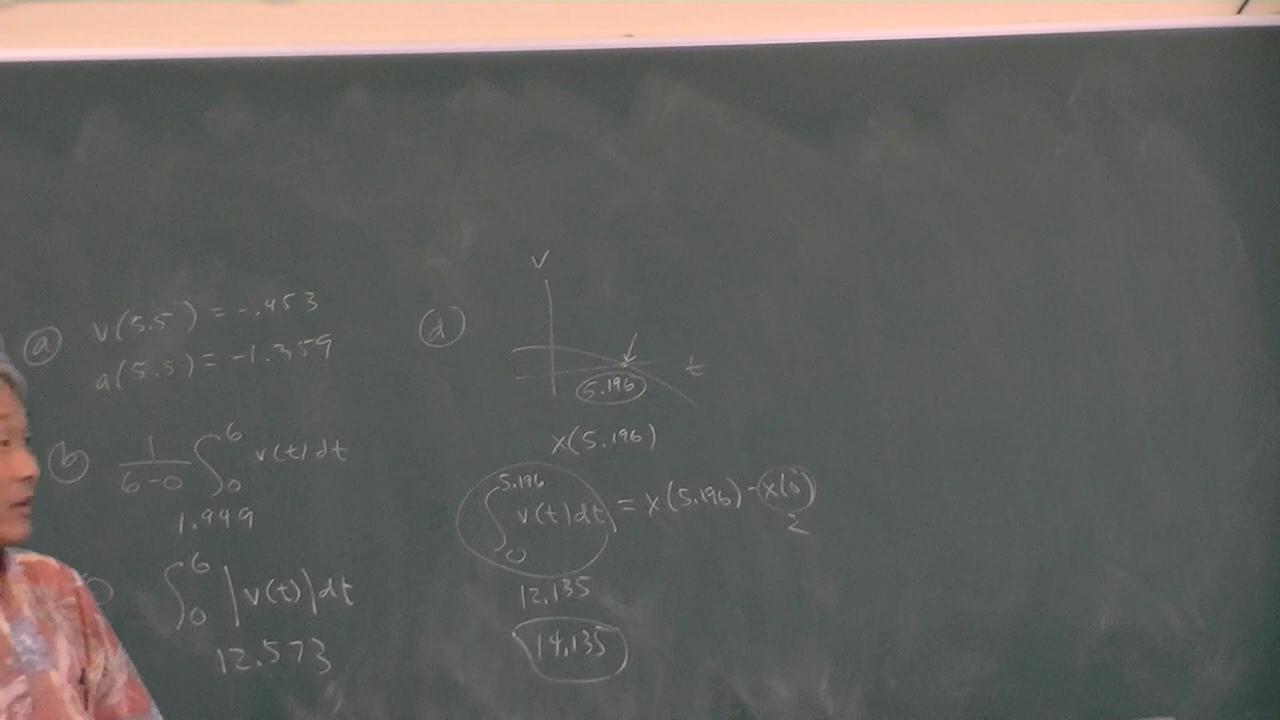 ⓐ v(5.5) = -.453
a(5.5) = -1.359
ⓑ 1/(6-0) ∫₀⁶ v(t) dt
1.949
∫₀⁶ |v(t)| dt
12.573
ⓓ
V
t
5.196
x(5.196)
∫₀^5.196 v(t)dt = x(5.196) - x(0)
2
12.135
14.135